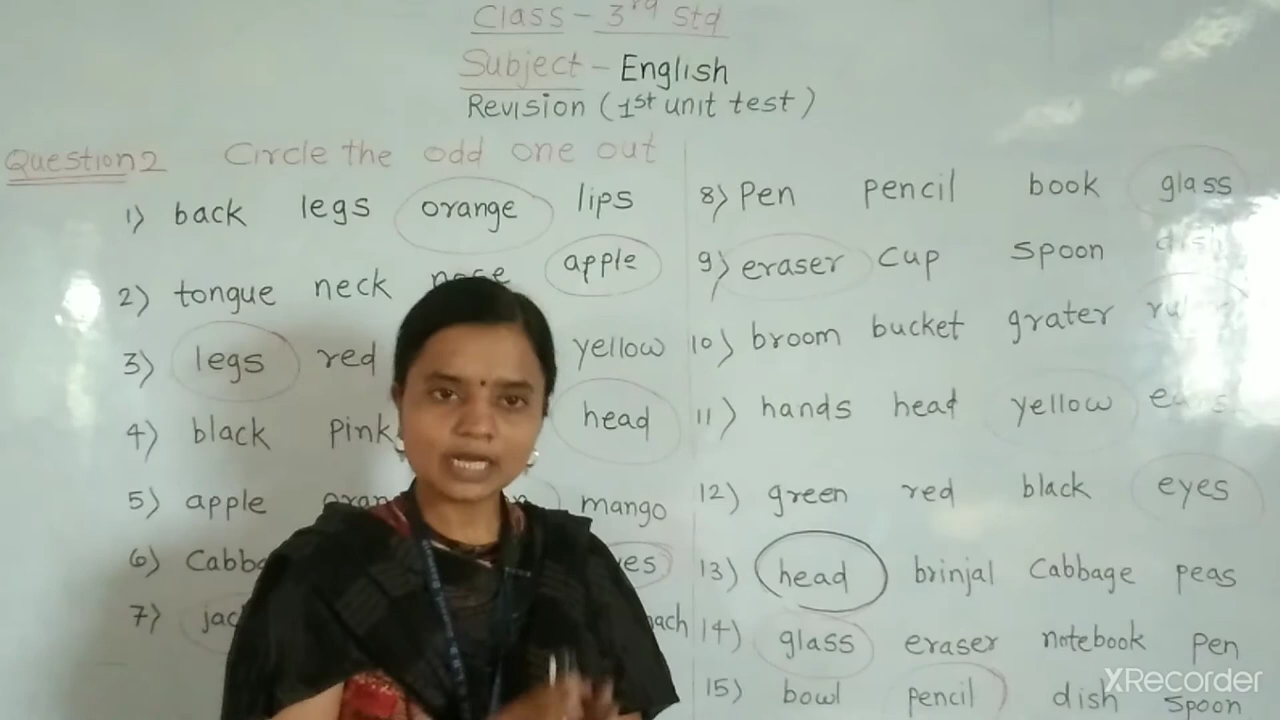 Class - 3rd Std
Subject - English
Revision (1st unit test)
Question 2 Circle the odd one out
1) back legs orange lips
2) tongue neck nose apple
3) legs red yellow
4) black pink head
5) apple mango
6)
7)
8) Pen pencil book glass
9) eraser cup spoon dish
10) broom bucket grater
11) hands head yellow ears
12) green red black eyes
13) head brinjal cabbage peas
14) glass eraser notebook pen
15) bowl pencil dish spoon
XRecorder